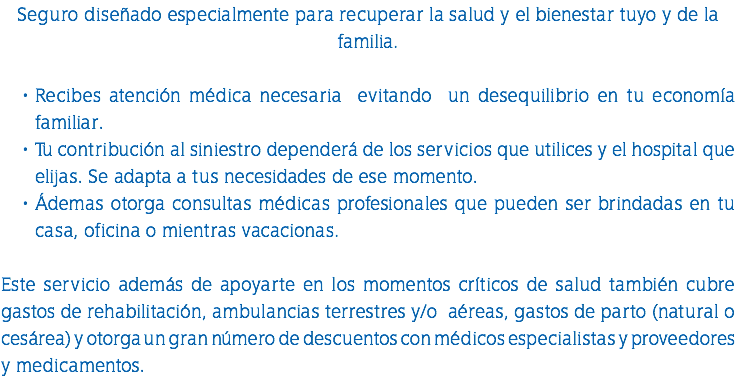 Seguro diseñado especialmente para recuperar la salud y el bienestar tuyo y de la
familia.
• Recibes atención médica necesaria evitando un desequilibrio en tu economía
familiar.
• Tu contribución al siniestro dependerá de los servicios que utilices y el hospital que
elijas. Se adapta a tus necesidades de ese momento.
• Ádemas otorga consultas médicas profesionales que pueden ser brindadas en tu
casa, oficina o mientras vacacionas.
Este servicio además de apoyarte en los momentos críticos de salud también cubre
gastos de rehabilitación, ambulancias terrestres y/o aéreas, gastos de parto (natural o
cesárea) y otorga un gran número de descuentos con médicos especialistas y proveedores
y medicamentos.